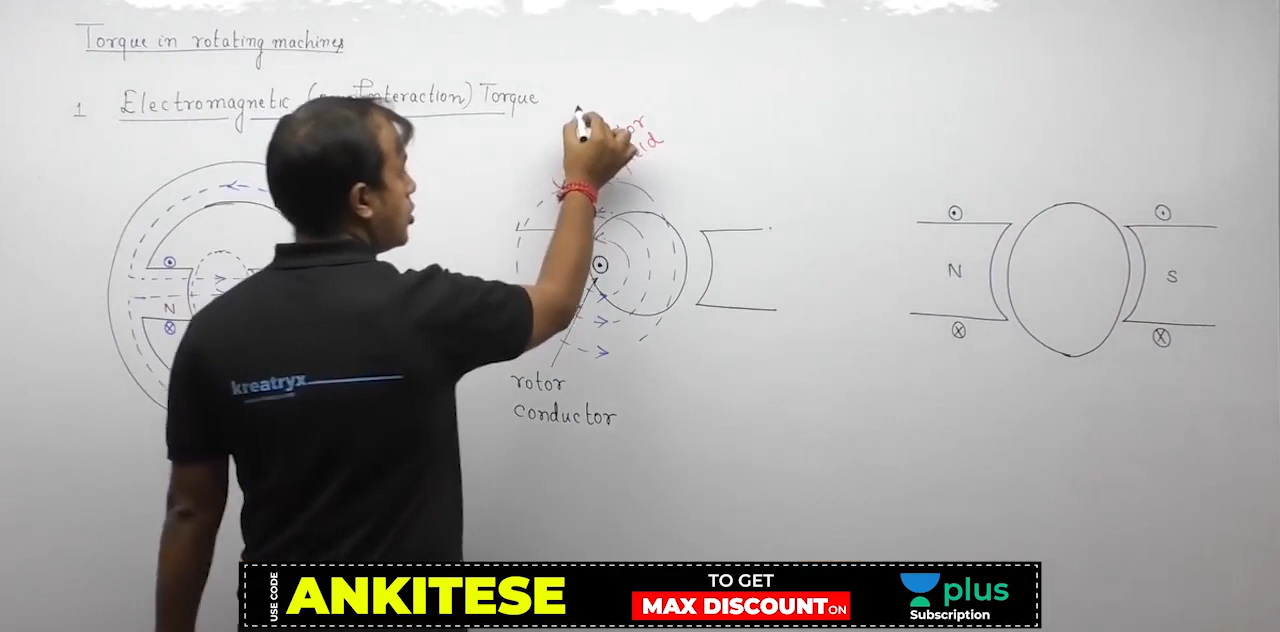 Torque in rotating machines
1 Electromagnetic ( Interaction) Torque
or
N
rotor
conductor
N
S
kreatryx
USE CODE
ANKITESE
TO GET
MAX DISCOUNT ON
plus
Subscription